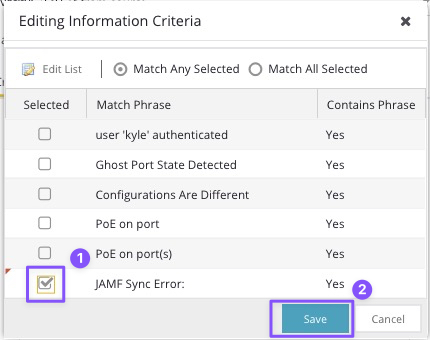 Editing Information Criteria
Edit List Match Any Selected Match All Selected
Selected Match Phrase Contains Phrase
user 'kyle' authenticated Yes
Ghost Port State Detected Yes
Configurations Are Different Yes
PoE on port Yes
PoE on port(s) Yes
1
JAMF Sync Error: Yes
2
Save Cancel